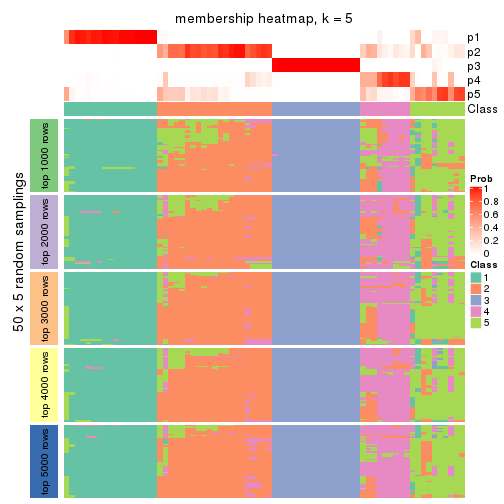 membership heatmap, k = 5
p1
p2
p3
p4
p5
Class
50 x 5 random samplings
top 1000 rows
top 2000 rows
top 3000 rows
top 4000 rows
top 5000 rows
Prob
1
0.8
0.6
0.4
0.2
0
Class
1
2
3
4
5